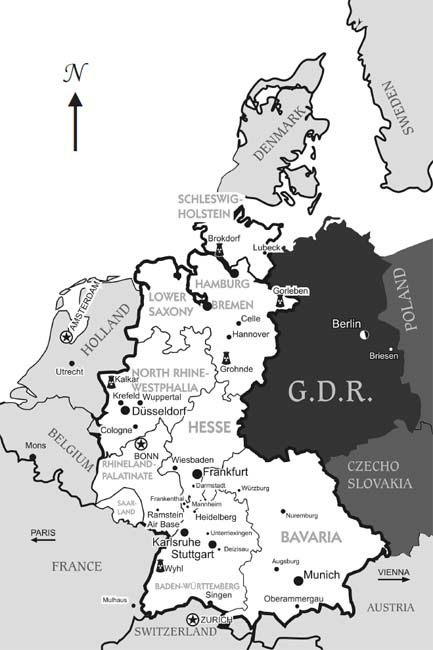 N
SWEDEN
DENMARK
SCHLESWIG-
HOLSTEIN
Brokdorf
Lubeck
HAMBURG
Gorleben
POLAND
AMSTERDAM
HOLLAND
LOWER
SAXONY
BREMEN
Celle
Hannover
Berlin
Briesen
Utrecht
Grohnde
Kalkar
NORTH RHINE-
WESTPHALIA
G.D.R.
Krefeld
Wuppertal
Düsseldorf
Cologne
HESSE
BELGIUM
Mons
BONN
Wiesbaden
RHINELAND-
PALATINATE
Frankfurt
CZECHO
SLOVAKIA
Darmstadt
Würzburg
SAAR-
LAND
Frankenthal
Mannheim
Ramstein
Air Base
Heidelberg
Nuremburg
PARIS
Karlsruhe
Unterriexingen
BAVARIA
Stuttgart
Deizisau
FRANCE
Wyhl
Augsburg
Munich
VIENNA
BADEN-WÜRTTEMBERG
Singen
Oberammergau
Mulhaus
AUSTRIA
ZURICH
SWITZERLAND